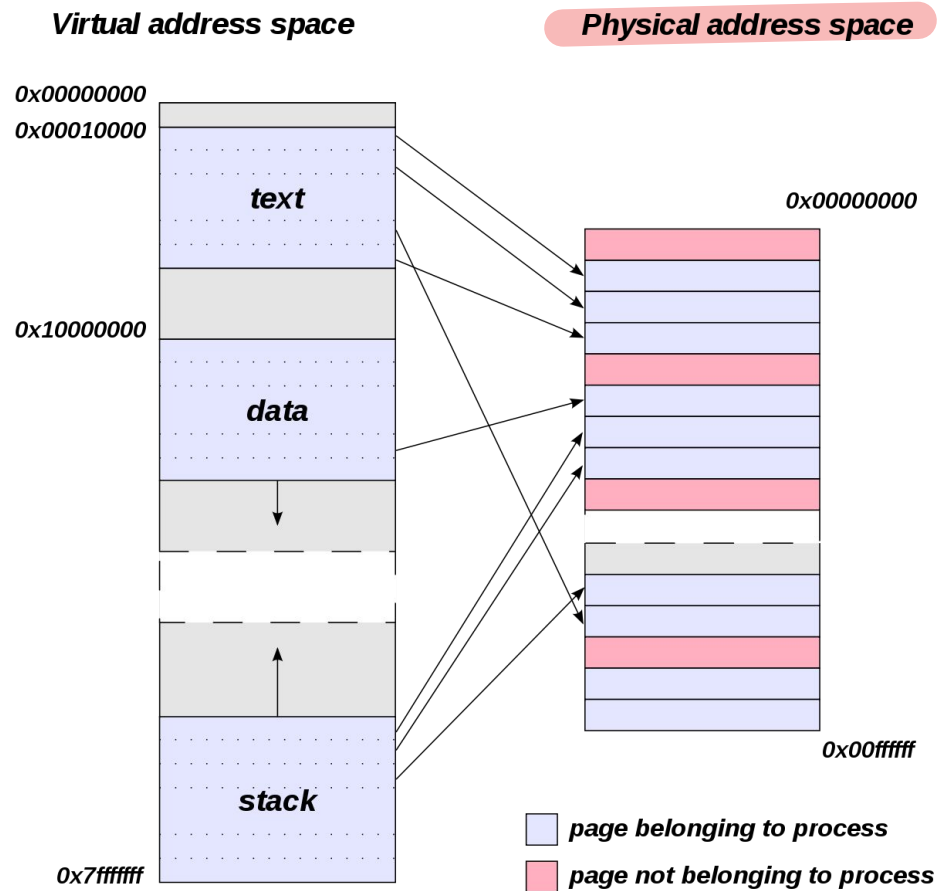 Virtual address space
Physical address space
0x00000000
0x00010000
text
0x00000000
0x10000000
data
stack
0x00ffffff
0x7fffffff
page belonging to process
page not belonging to process